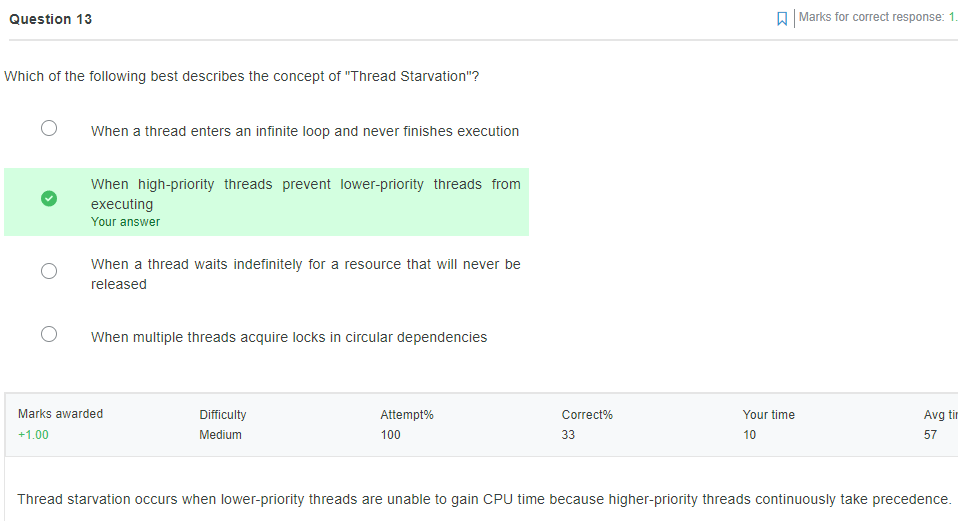 Question 13
Marks for correct response: 1.
Which of the following best describes the concept of "Thread Starvation"?
When a thread enters an infinite loop and never finishes execution
When high-priority threads prevent lower-priority threads from
executing
Your answer
When a thread waits indefinitely for a resource that will never be
released
When multiple threads acquire locks in circular dependencies
Marks awarded Difficulty Attempt% Correct% Your time Avg
+1.00 Medium 100 33 10 57
Thread starvation occurs when lower-priority threads are unable to gain CPU time because higher-priority threads continuously take precedence.